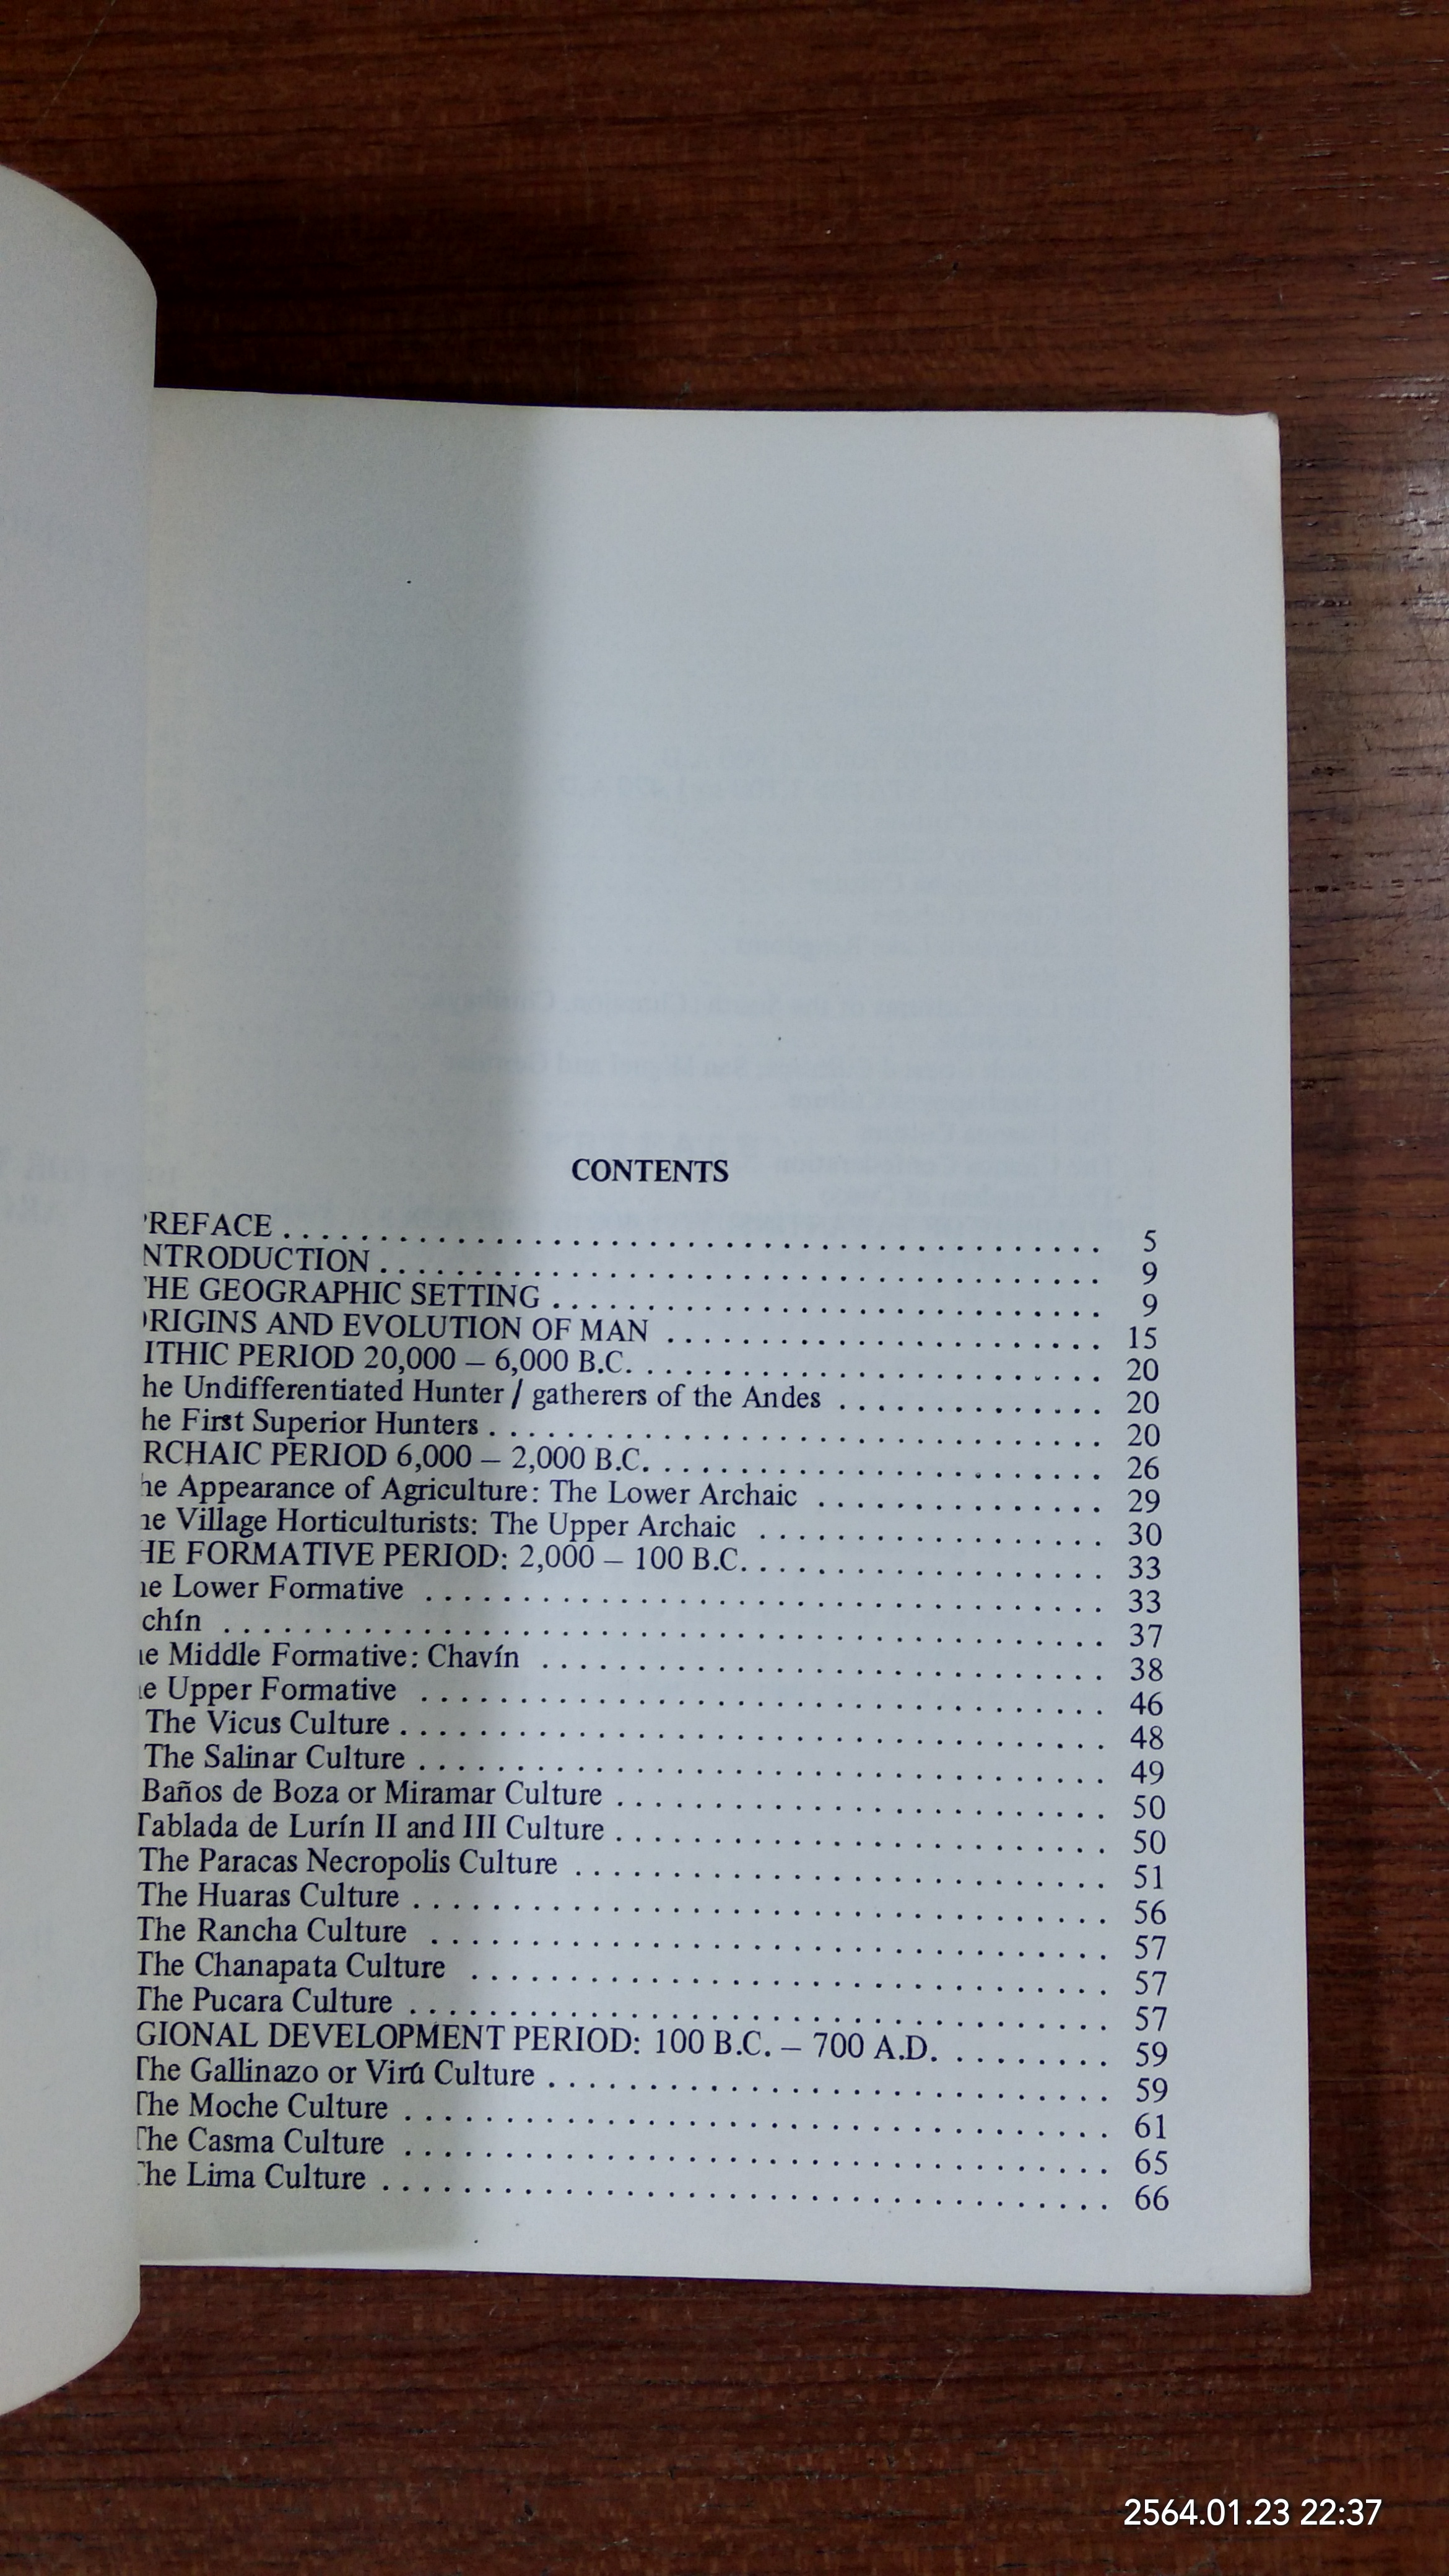 CONTENTS
PREFACE . . . . . . . . . . . . . . . . . . . . . . . . . . . . . . . . . . . . . . . . . . . 5
NTRODUCTION . . . . . . . . . . . . . . . . . . . . . . . . . . . . . . . . . . . . . 9
THE GEOGRAPHIC SETTING . . . . . . . . . . . . . . . . . . . . . . . . . . . . . . 9
ORIGINS AND EVOLUTION OF MAN . . . . . . . . . . . . . . . . . . . . . . . . 15
ITHIC PERIOD 20,000 – 6,000 B.C. . . . . . . . . . . . . . . . . . . . . . . . . . 20
he Undifferentiated Hunter / gatherers of the Andes . . . . . . . . . . . . 20
he First Superior Hunters . . . . . . . . . . . . . . . . . . . . . . . . . . . . . . 20
RCHAIC PERIOD 6,000 – 2,000 B.C. . . . . . . . . . . . . . . . . . . . . . . . . 26
he Appearance of Agriculture: The Lower Archaic . . . . . . . . . . . . . 29
he Village Horticulturists: The Upper Archaic . . . . . . . . . . . . . . . . 30
HE FORMATIVE PERIOD: 2,000 – 100 B.C. . . . . . . . . . . . . . . . . . . . 33
he Lower Formative . . . . . . . . . . . . . . . . . . . . . . . . . . . . . . . . . 33
chín . . . . . . . . . . . . . . . . . . . . . . . . . . . . . . . . . . . . . . . . . . . . 37
he Middle Formative: Chavín . . . . . . . . . . . . . . . . . . . . . . . . . . . 38
e Upper Formative . . . . . . . . . . . . . . . . . . . . . . . . . . . . . . . . . . 46
The Vicus Culture . . . . . . . . . . . . . . . . . . . . . . . . . . . . . . . . . . . 48
The Salinar Culture . . . . . . . . . . . . . . . . . . . . . . . . . . . . . . . . . . 49
Baños de Boza or Miramar Culture . . . . . . . . . . . . . . . . . . . . . . . . 50
Tablada de Lurín II and III Culture . . . . . . . . . . . . . . . . . . . . . . . . 50
The Paracas Necropolis Culture . . . . . . . . . . . . . . . . . . . . . . . . . . 51
The Huaras Culture . . . . . . . . . . . . . . . . . . . . . . . . . . . . . . . . . . 56
The Rancha Culture . . . . . . . . . . . . . . . . . . . . . . . . . . . . . . . . . . 57
The Chanapata Culture . . . . . . . . . . . . . . . . . . . . . . . . . . . . . . . . 57
The Pucara Culture . . . . . . . . . . . . . . . . . . . . . . . . . . . . . . . . . . 57
GIONAL DEVELOPMENT PERIOD: 100 B.C. – 700 A.D. . . . . . . . . 59
The Gallinazo or Virú Culture . . . . . . . . . . . . . . . . . . . . . . . . . . . 59
The Moche Culture . . . . . . . . . . . . . . . . . . . . . . . . . . . . . . . . . . 61
The Casma Culture . . . . . . . . . . . . . . . . . . . . . . . . . . . . . . . . . . 65
The Lima Culture . . . . . . . . . . . . . . . . . . . . . . . . . . . . . . . . . . . 66
2564.01.23 22:37